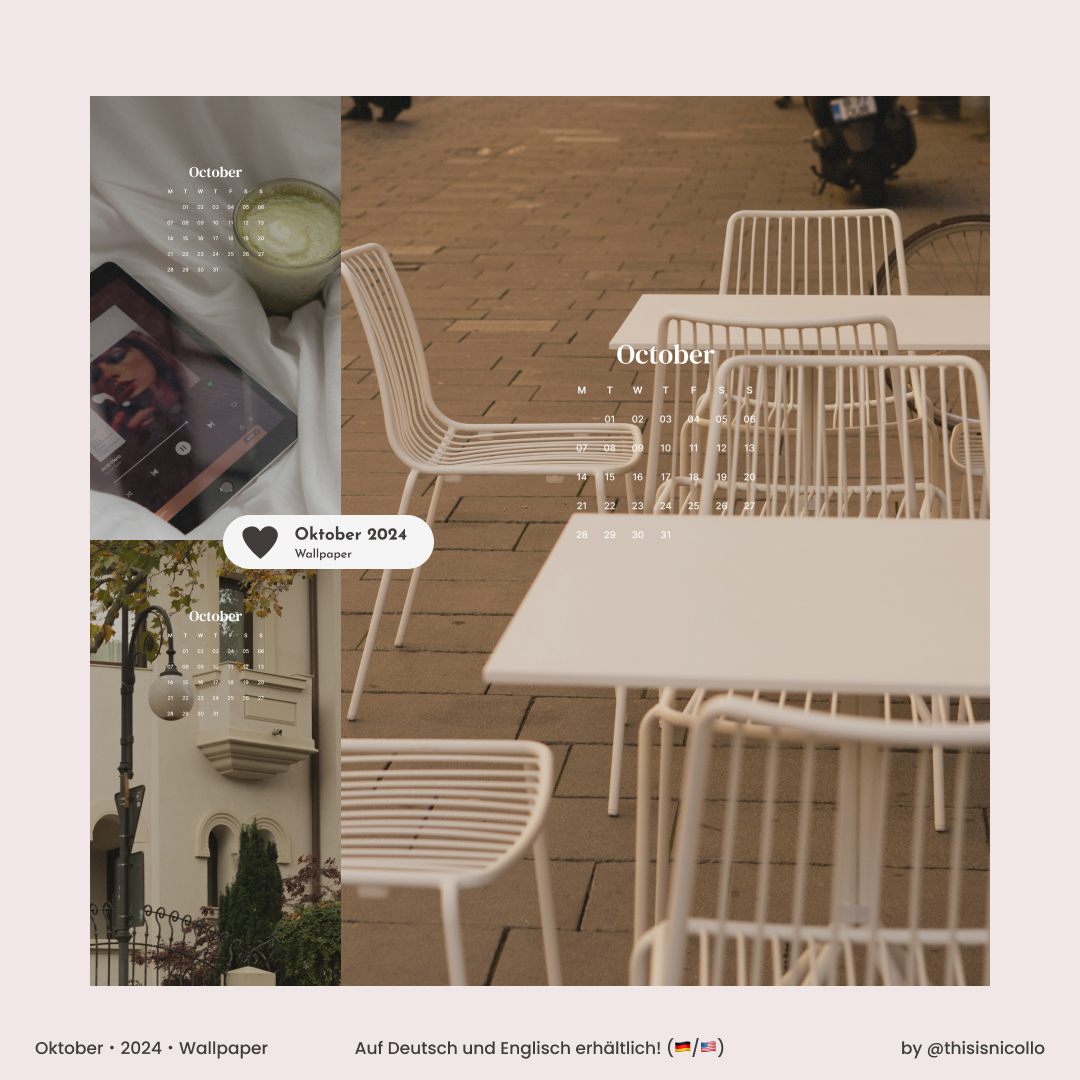 October
M T W T F S S
01 02 03 04 05 06
07 08 09 10 11 12 13
14 15 16 17 18 19 20
21 22 23 24 25 26 27
28 29 30 31
October
M T W T F S S
01 02 03 04 05 06
07 08 09 10 11 12 13
14 15 16 17 18 19 20
21 22 23 24 25 26 27
28 29 30 31
Oktober 2024
Wallpaper
October
M T W T F S S
01 02 03 04 05 06
07 08 09 10 11 12 13
14 15 16 17 18 19 20
21 22 23 24 25 26 27
28 29 30 31
Oktober • 2024 • Wallpaper
Auf Deutsch und Englisch erhältlich! (🇩🇪/🇺🇸)
by @thisisnicollo